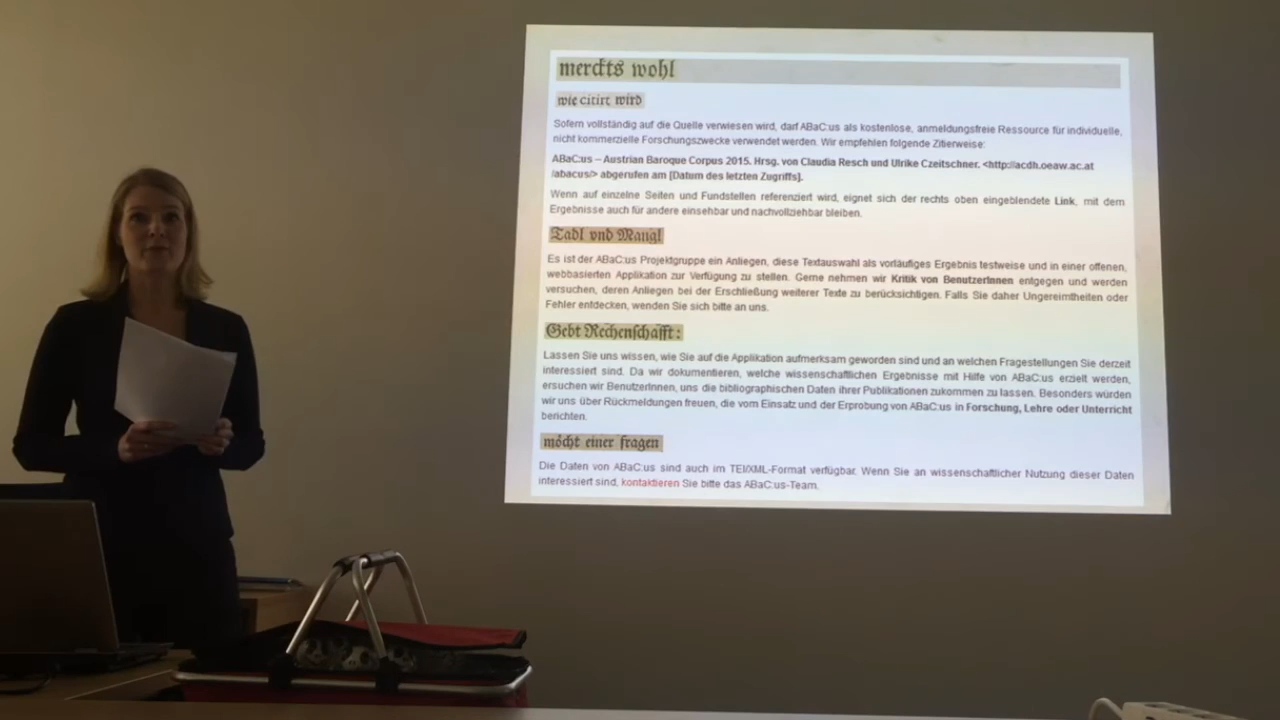 merckts wohl
wie citirt wird
Sofern vollständig auf die Quelle verwiesen wird, darf ABaC:us als kostenlose, anmeldungsfreie Ressource für individuelle,
nicht kommerzielle Forschungszwecke verwendet werden. Wir empfehlen folgende Zitierweise:
ABaC:us – Austrian Baroque Corpus 2015. Hrsg. von Claudia Resch und Ulrike Czeitschner. <http://acdh.oeaw.ac.at
/abacus/> abgerufen am [Datum des letzten Zugriffs].
Wenn auf einzelne Seiten und Fundstellen referenziert wird, eignet sich der rechts oben eingeblendete Link, mit dem
Ergebnisse auch für andere einsehbar und nachvollziehbar bleiben.
Tadl vnd Mangl
Es ist der ABaC:us Projektgruppe ein Anliegen, diese Textauswahl als vorläufiges Ergebnis testweise und in einer offenen,
webbasierten Applikation zur Verfügung zu stellen. Gerne nehmen wir Kritik von BenutzerInnen entgegen und werden
versuchen, deren Anliegen bei der Erschließung weiterer Texte zu berücksichtigen. Falls Sie daher Ungereimtheiten oder
Fehler entdecken, wenden Sie sich bitte an uns.
Gebt Rechenschafft:
Lassen Sie uns wissen, wie Sie auf die Applikation aufmerksam geworden sind und an welchen Fragestellungen Sie derzeit
interessiert sind. Da wir dokumentieren, welche wissenschaftlichen Ergebnisse mit Hilfe von ABaC:us erzielt werden,
ersuchen wir BenutzerInnen, uns die bibliographischen Daten ihrer Publikationen zukommen zu lassen. Besonders würden
wir uns über Rückmeldungen freuen, die vom Einsatz und der Erprobung von ABaC:us in Forschung, Lehre oder Unterricht
berichten.
möcht einer fragen
Die Daten von ABaC:us sind auch im TEI/XML-Format verfügbar. Wenn Sie an wissenschaftlicher Nutzung dieser Daten
interessiert sind, kontaktieren Sie bitte das ABaC:us-Team.